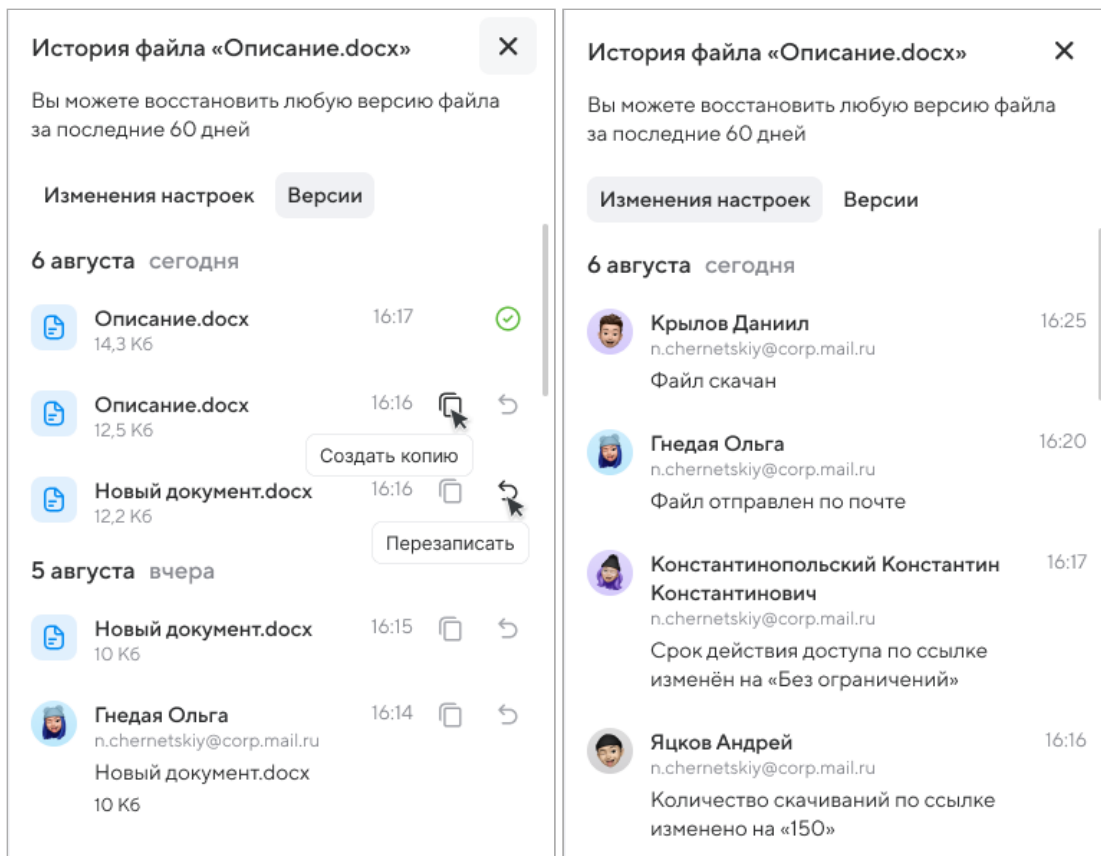 История файла «Описание.docx»
Вы можете восстановить любую версию файла
за последние 60 дней
Изменения настроек Версии
6 августа сегодня
Описание.docx 16:17
14,3 Кб
Описание.docx 16:16
12,5 Кб
Создать копию
Новый документ.docx 16:16
12,2 Кб
Перезаписать
5 августа вчера
Новый документ.docx 16:15
10 Кб
Гнедая Ольга 16:14
n.chernetskiy@corp.mail.ru
Новый документ.docx
10 Кб
История файла «Описание.docx»
Вы можете восстановить любую версию файла
за последние 60 дней
Изменения настроек Версии
6 августа сегодня
Крылов Даниил 16:25
n.chernetskiy@corp.mail.ru
Файл скачан
Гнедая Ольга 16:20
n.chernetskiy@corp.mail.ru
Файл отправлен по почте
Константинопольский Константин 16:17
Константинович
n.chernetskiy@corp.mail.ru
Срок действия доступа по ссылке
изменён на «Без ограничений»
Яцков Андрей 16:16
n.chernetskiy@corp.mail.ru
Количество скачиваний по ссылке
изменено на «150»